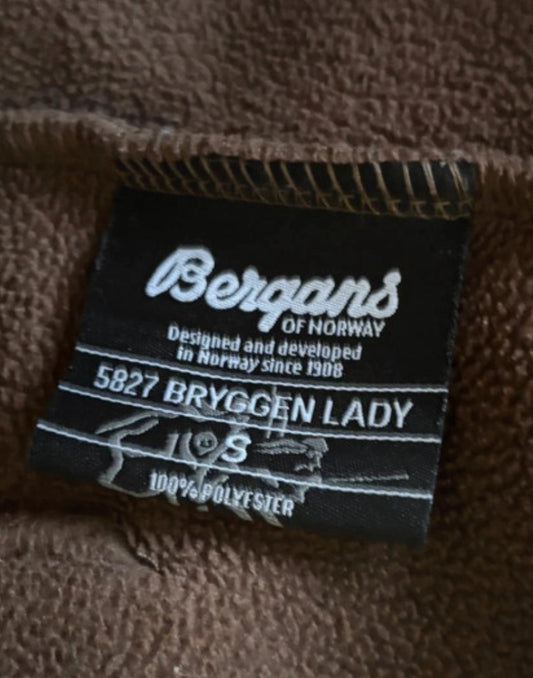 Bergans
OF NORWAY
Designed and developed
in Norway since 1908
5827 BRYGGEN LADY
S
100% POLYESTER